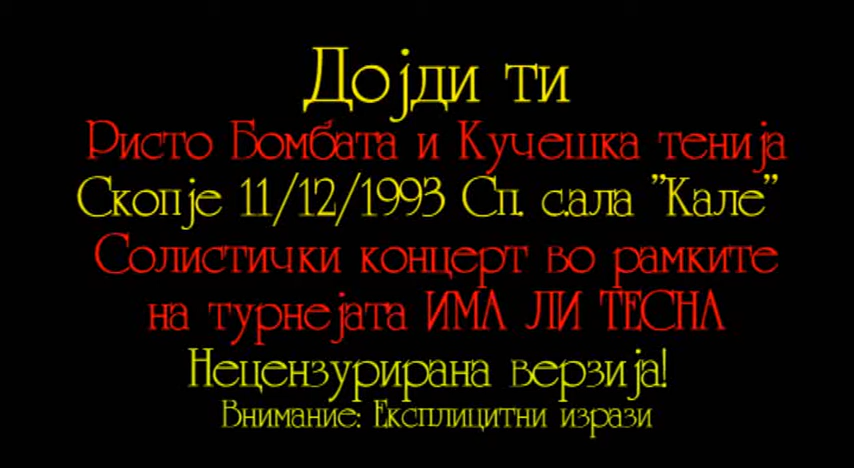 Дојди ти
Ристо Бомбата и Кучешка тенија
Скопје 11/12/1993 Сп. сала "Кале"
Солистички концерт во рамките
на турнејата ИМА ЛИ ТЕСНА
Нецензурирана верзија!
Внимание: Експлицитни изрази